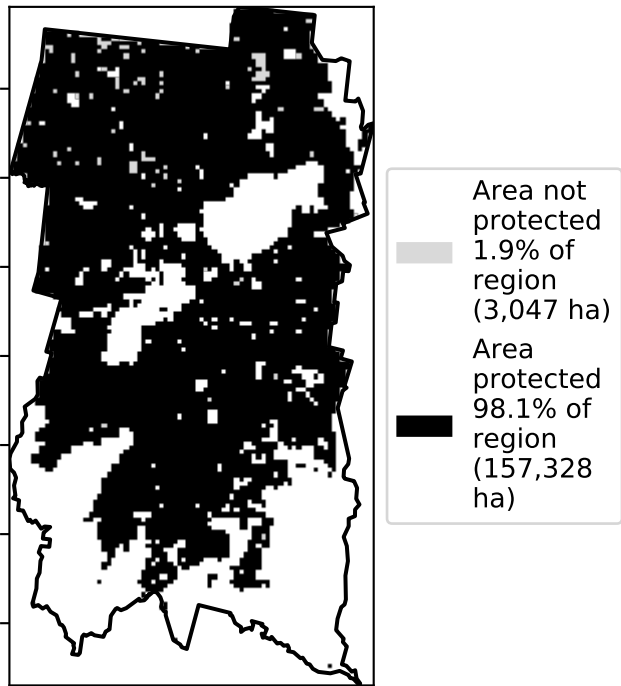 Area not
protected
1.9% of
region
(3,047 ha)
Area
protected
98.1% of
region
(157,328
ha)